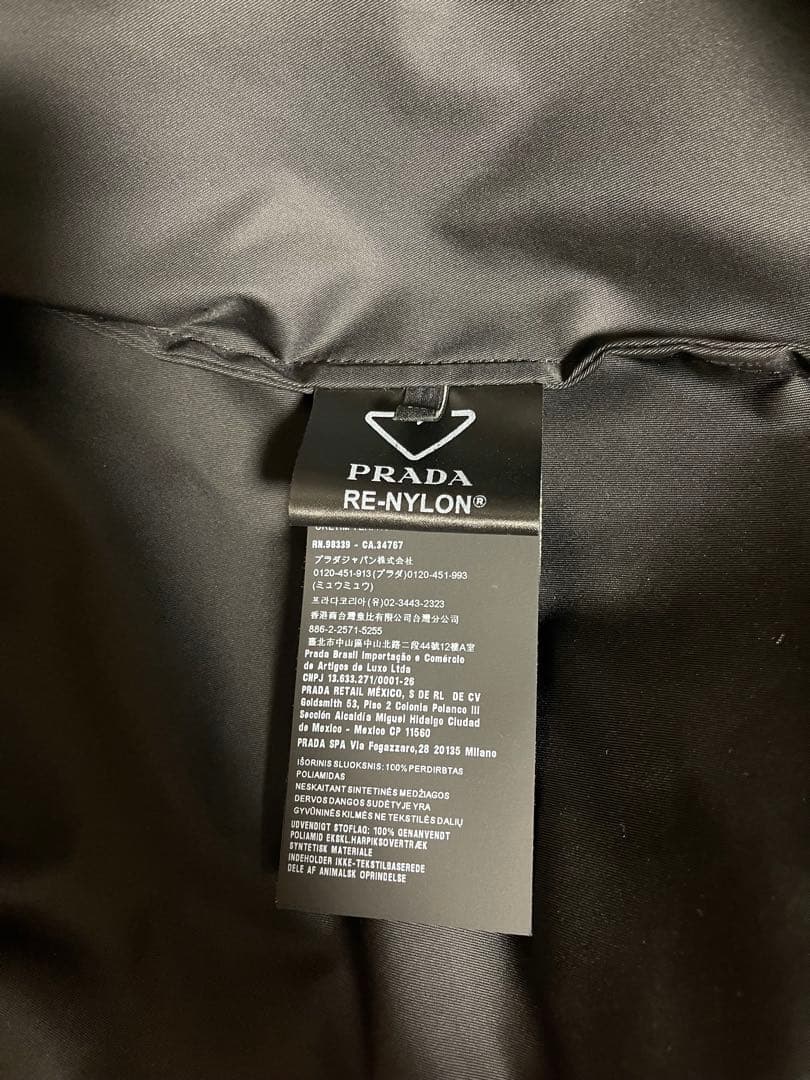 PRADA
RE-NYLON®
RN.98339 - CA.34767
プラダジャパン株式会社
0120-451-913(プラダ)0120-451-993
(ミュウミュウ)
프라다코리아(유)02-3443-2323
香港商台灣意比有限公司台灣分公司
886-2-2571-5255
臺北市中山區中山北路二段44號12樓A室
Prada Brasil Importação e Comércio
de Artigos de Luxo Ltda
CNPJ 13.633.271/0001-26
PRADA RETAIL MÉXICO, S DE RL DE CV
Goldsmith 53, Piso 2 Colonia Polanco III
Sección Alcaldía Miguel Hidalgo Ciudad
de Mexico - Mexico CP 11560
PRADA SPA Via Fogazzaro,28 20135 Milano
IŠORINIS SLUOKSNIS: 100% PERDIRBTAS
POLIAMIDAS
NESKAITANT SINTETINĖS MEDŽIAGOS
DERVOS DANGOS SUDĖTYJE YRA
GYVŪNINĖS KILMĖS NE TEKSTILĖS DALIŲ
UDVENDIGT STOFLAG: 100% GENANVENDT
POLIAMID EKSKL.HARPIKSOVERTRÆK
SYNTETISK MATERIALE
INDEHOLDER IKKE-TEKSTILBASEREDE
DELE AF ANIMALSK OPRINDELSE